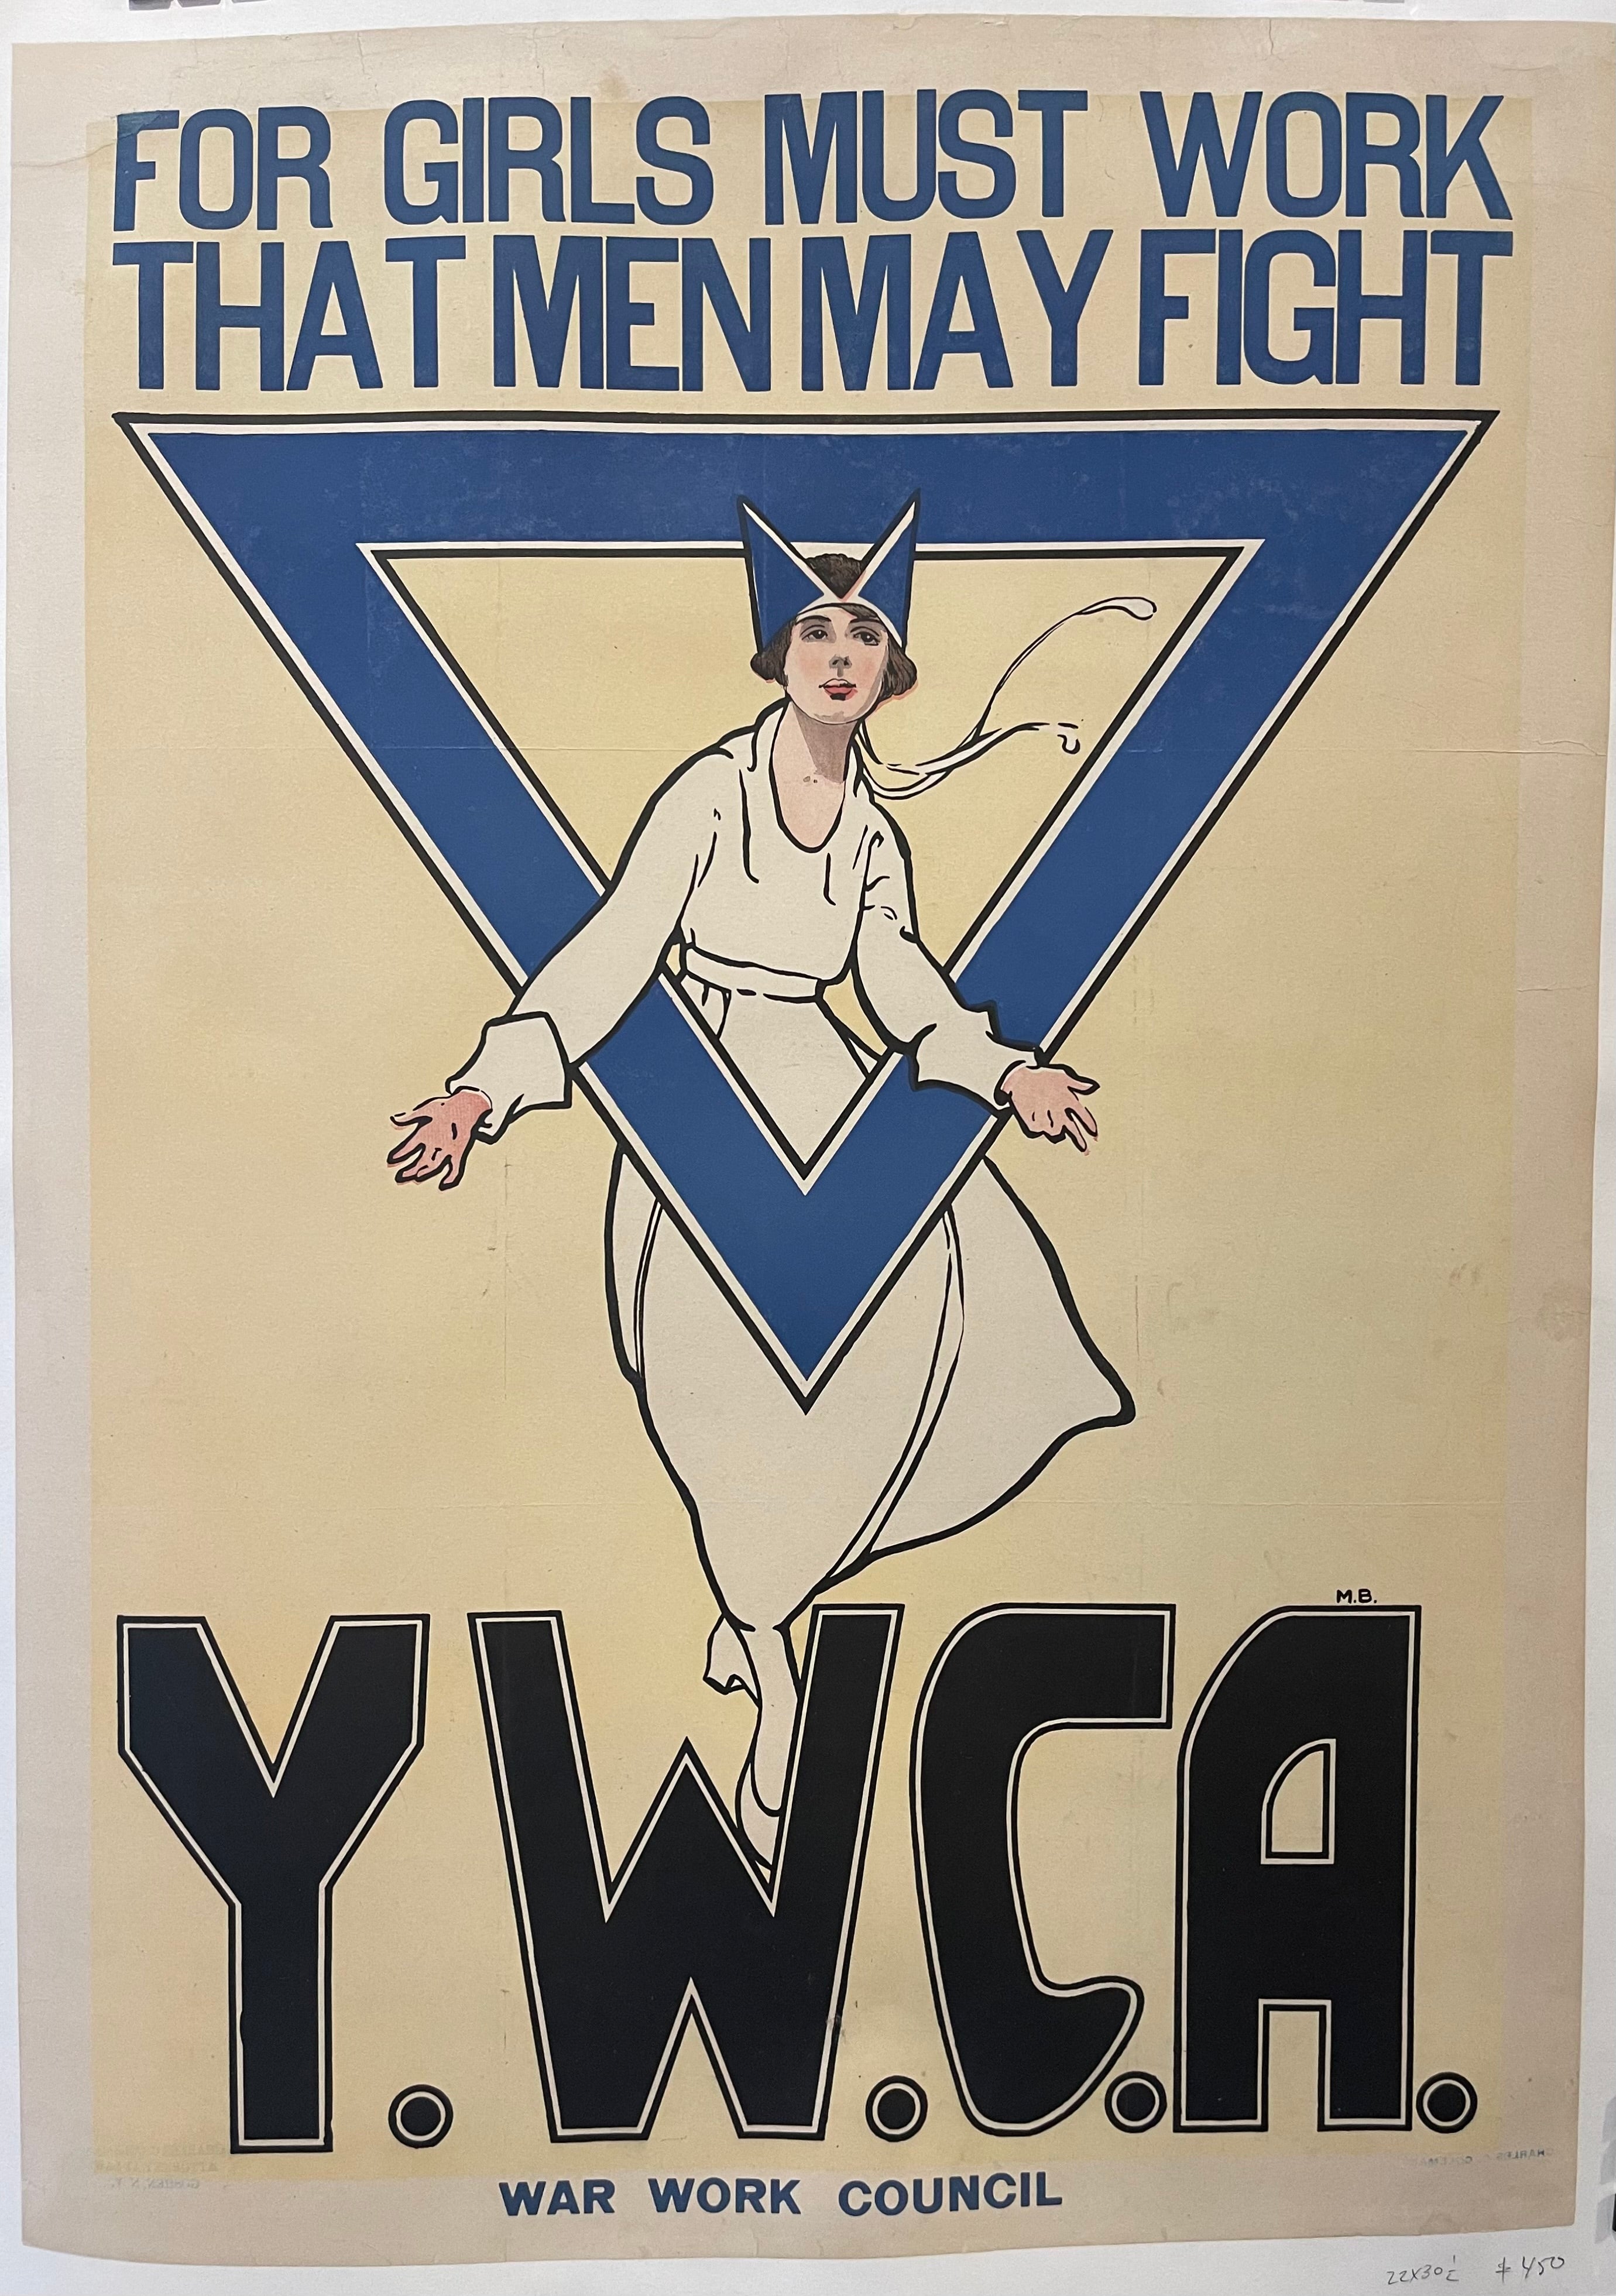 FOR GIRLS MUST WORK
THAT MEN MAY FIGHT
M.B.
Y.W.C.A.
WAR WORK COUNCIL
22X30½ $450